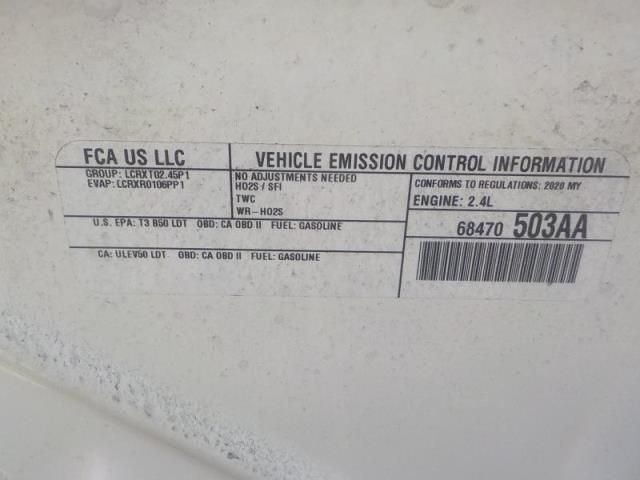 FCA US LLC
GROUP: LCRXT02.45P1
EVAP: LCRXR0106PP1
VEHICLE EMISSION CONTROL INFORMATION
NO ADJUSTMENTS NEEDED
HO2S / SFI
TWC
WR-HO2S
CONFORMS TO REGULATIONS: 2020 MY
ENGINE: 2.4L
U.S. EPA: T3 B50 LDT OBD: CA OBD II FUEL: GASOLINE
68470 503AA
CA: ULEV50 LDT OBD: CA OBD II FUEL: GASOLINE